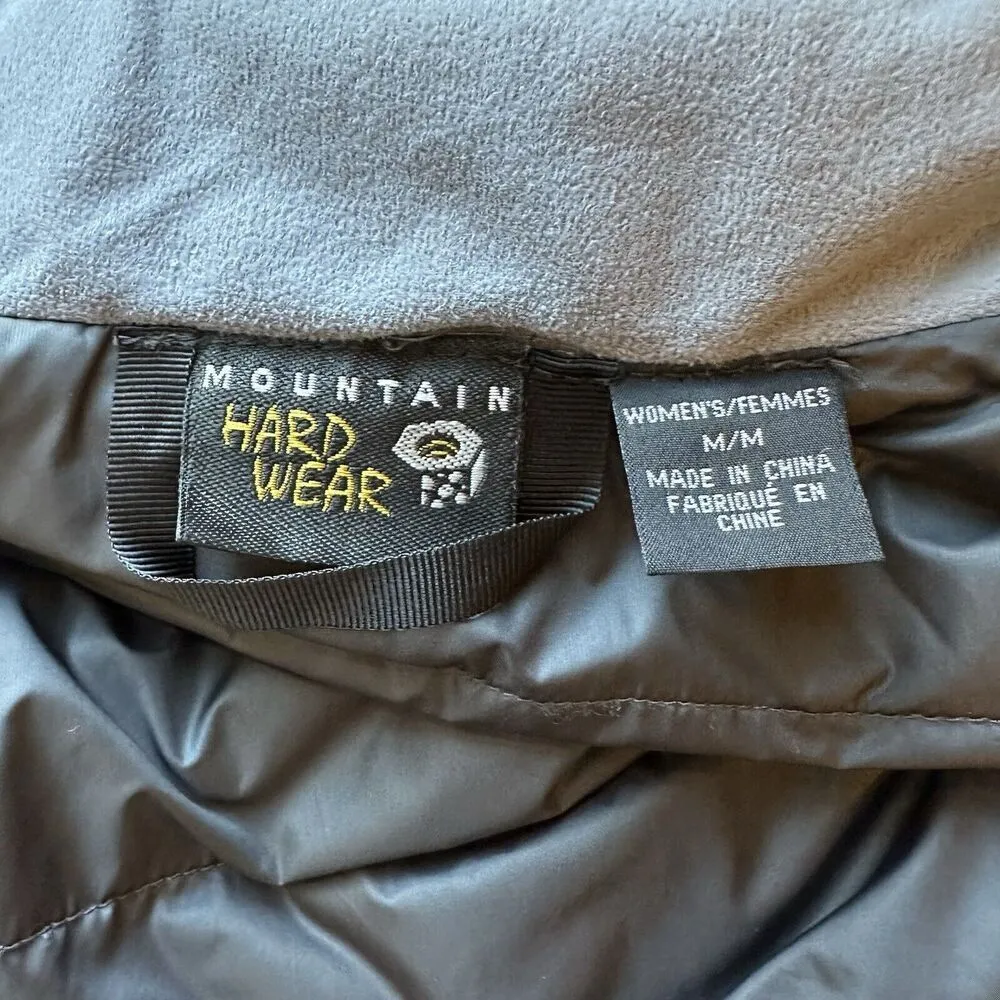 MOUNTAIN
HARD
WEAR
WOMEN'S/FEMMES
M/M
MADE IN CHINA
FABRIQUÉ EN
CHINE